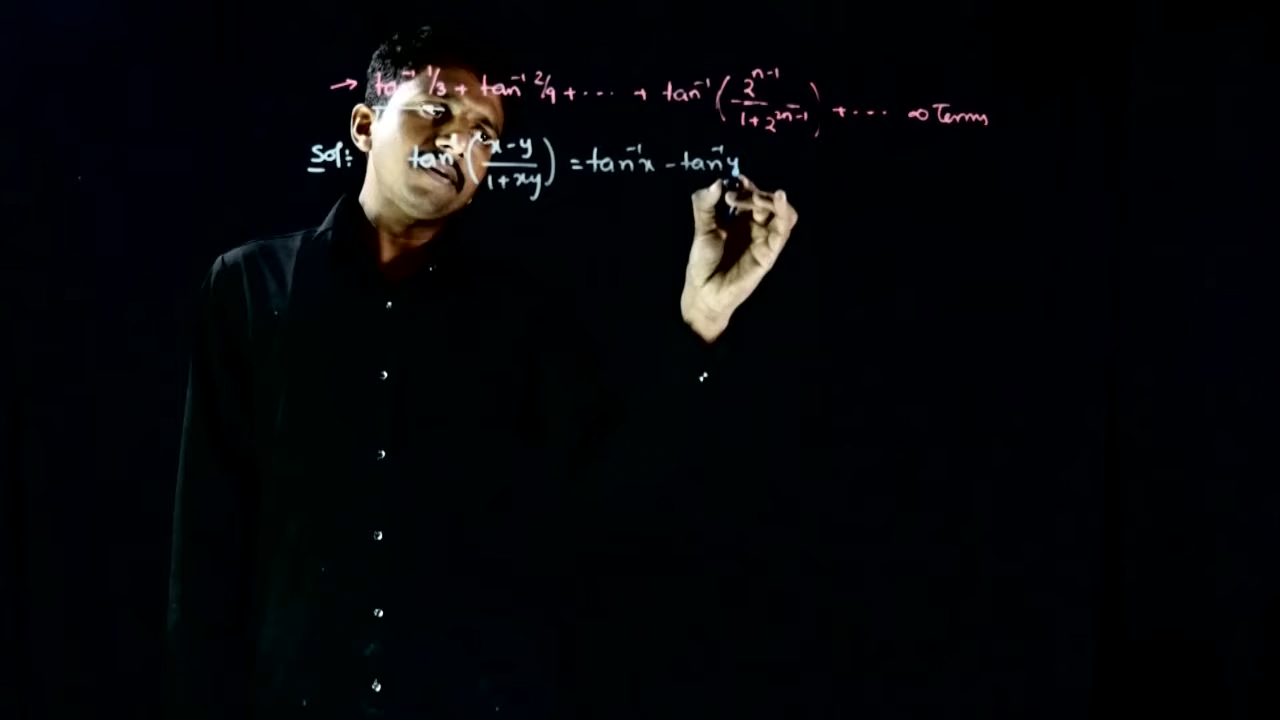 → tan⁻¹ 1/3 + tan⁻¹ 2/9 + ... + tan⁻¹ (2ⁿ⁻¹ / 1 + 2²ⁿ⁻¹) + ... ∞ Terms
Sol: tan⁻¹ (x - y / 1 + xy) = tan⁻¹x - tan⁻¹y